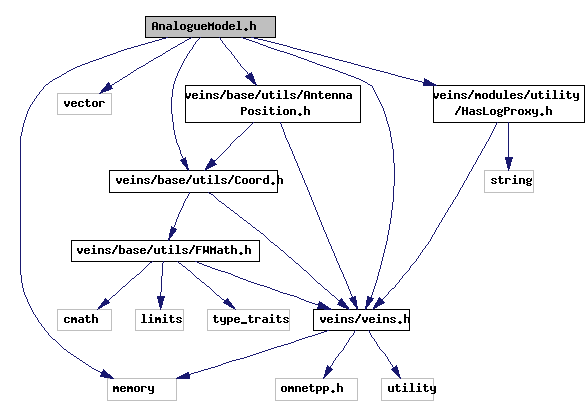 AnalogueModel.h
vector
veins/base/utils/Antenna
Position.h
veins/modules/utility
/HasLogProxy.h
veins/base/utils/Coord.h
string
veins/base/utils/FWMath.h
cmath
limits
type_traits
veins/veins.h
memory
omnetpp.h
utility